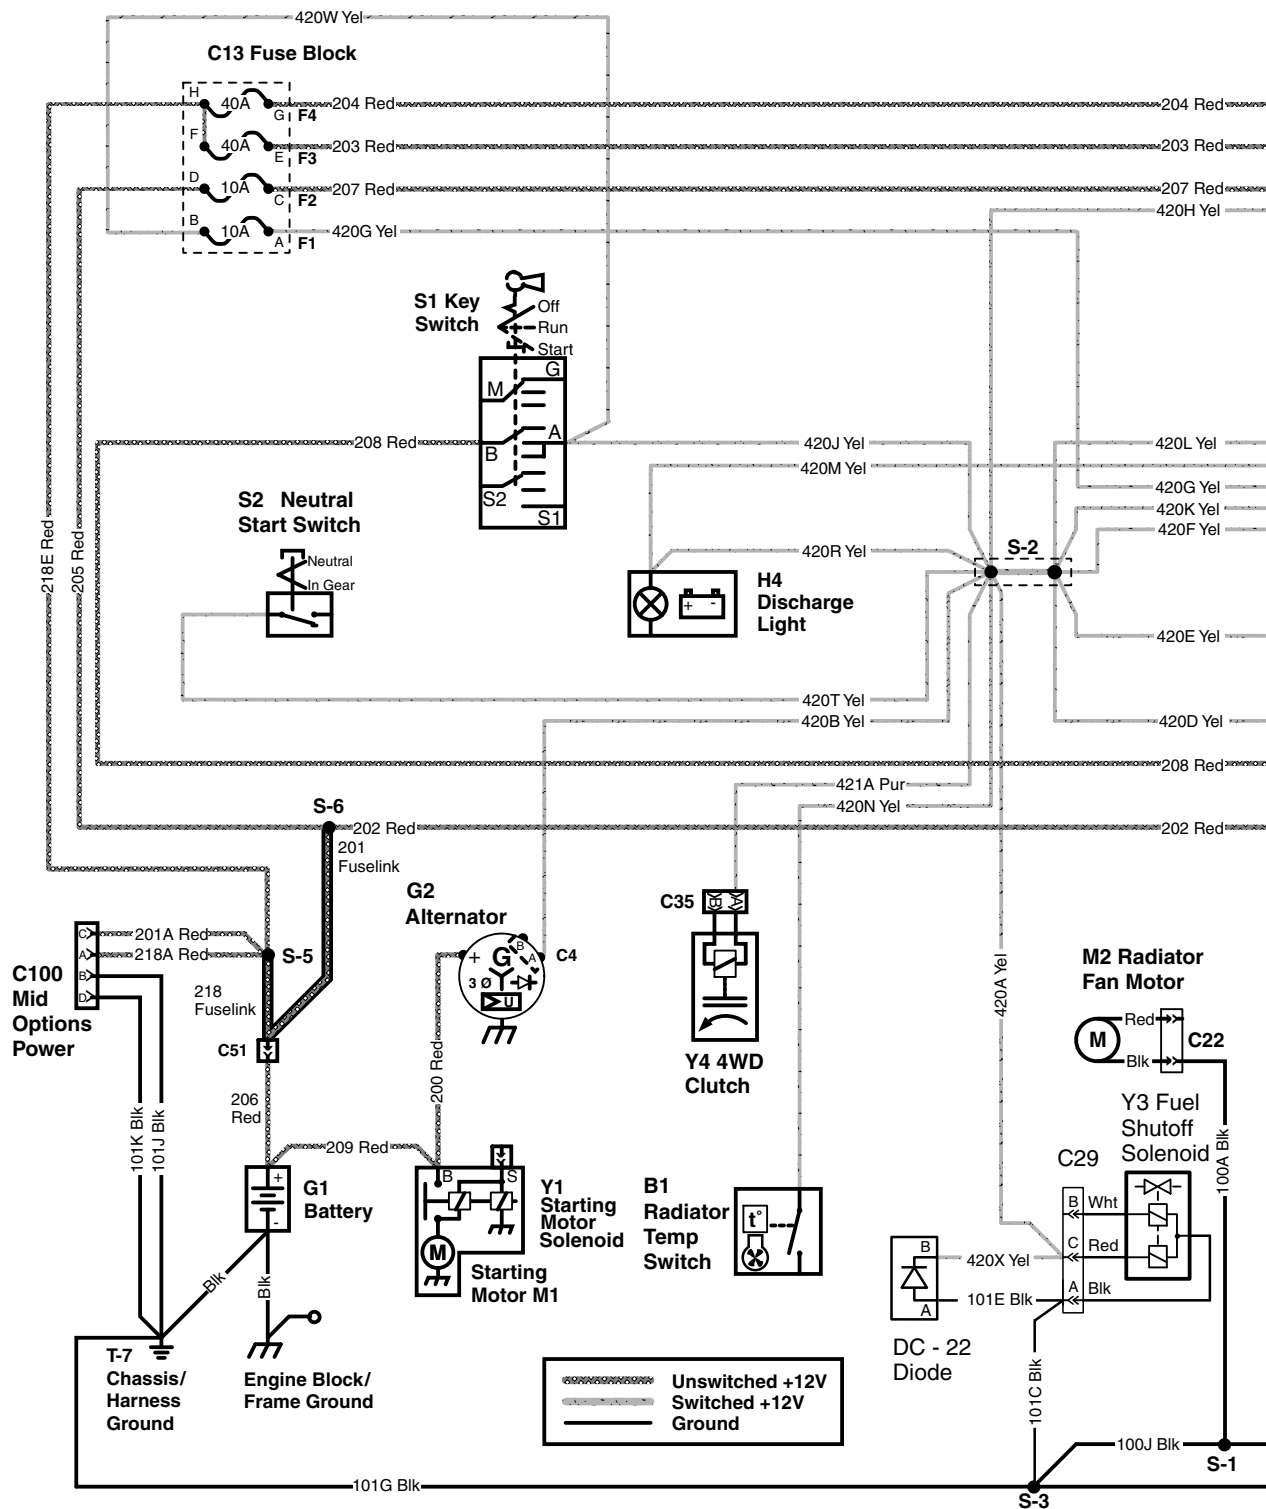 420W Yel
C13 Fuse Block
H
40A
G
F4
204 Red
204 Red
F
40A
E
F3
203 Red
203 Red
D
10A
C
F2
207 Red
207 Red
420H Yel
B
10A
A
F1
420G Yel
S1 Key
Switch
Off
Run
Start
G
M
A
B
S2
S1
208 Red
420J Yel
420L Yel
420M Yel
420G Yel
420K Yel
420F Yel
S2 Neutral
Start Switch
Neutral
In Gear
218E Red
205 Red
420R Yel
S-2
H4
Discharge
Light
+ -
420E Yel
420T Yel
420B Yel
420D Yel
208 Red
421A Pur
420N Yel
S-6
202 Red
202 Red
201
Fuselink
G2
Alternator
+
G
B
A
3 Ø
U
C4
C35
B
A
Y4 4WD
Clutch
C
A
B
D
201A Red
218A Red
S-5
C100
Mid
Options
Power
218
Fuselink
C51
206
Red
200 Red
420A Yel
M2 Radiator
Fan Motor
M
Red
Blk
C22
101K Blk
101J Blk
209 Red
+
-
G1
Battery
B
S
M
Y1
Starting
Motor
Solenoid
Starting
Motor M1
B1
Radiator
Temp
Switch
t°
Y3 Fuel
Shutoff
Solenoid
C29
100A Blk
B
Wht
C
Red
A
Blk
B
A
420X Yel
101E Blk
DC - 22
Diode
Blk
Blk
T-7
Chassis/
Harness
Ground
Engine Block/
Frame Ground
Unswitched +12V
Switched +12V
Ground
101C Blk
100J Blk
S-1
101G Blk
S-3